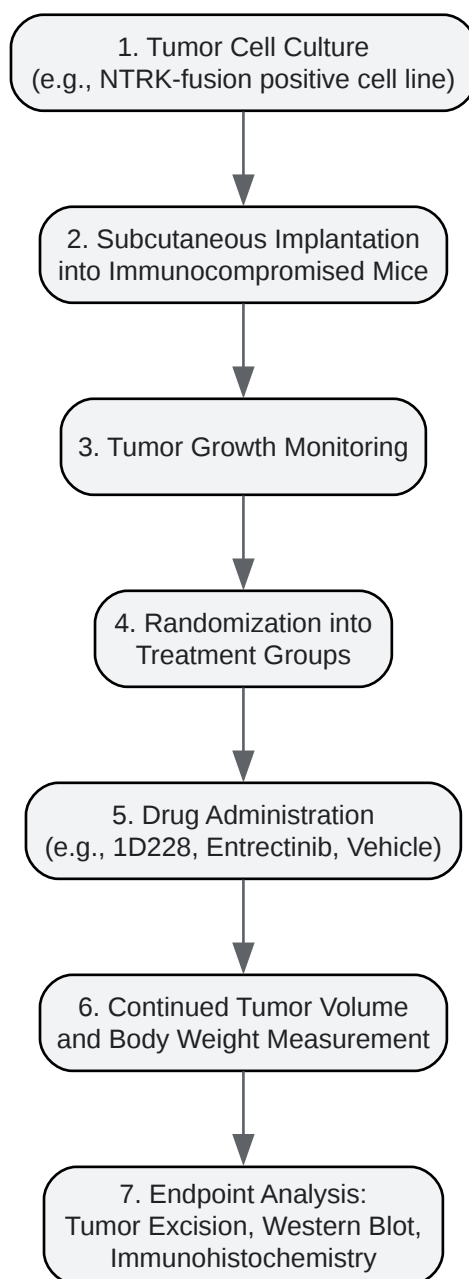 1. Tumor Cell Culture
(e.g., NTRK-fusion positive cell line)
2. Subcutaneous Implantation
into Immunocompromised Mice
3. Tumor Growth Monitoring
4. Randomization into
Treatment Groups
5. Drug Administration
(e.g., 1D228, Entrectinib, Vehicle)
6. Continued Tumor Volume
and Body Weight Measurement
7. Endpoint Analysis:
Tumor Excision, Western Blot,
Immunohistochemistry